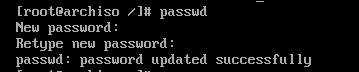 [root@archiso /]# passwd
New password:
Retype new password:
passwd: password updated successfully